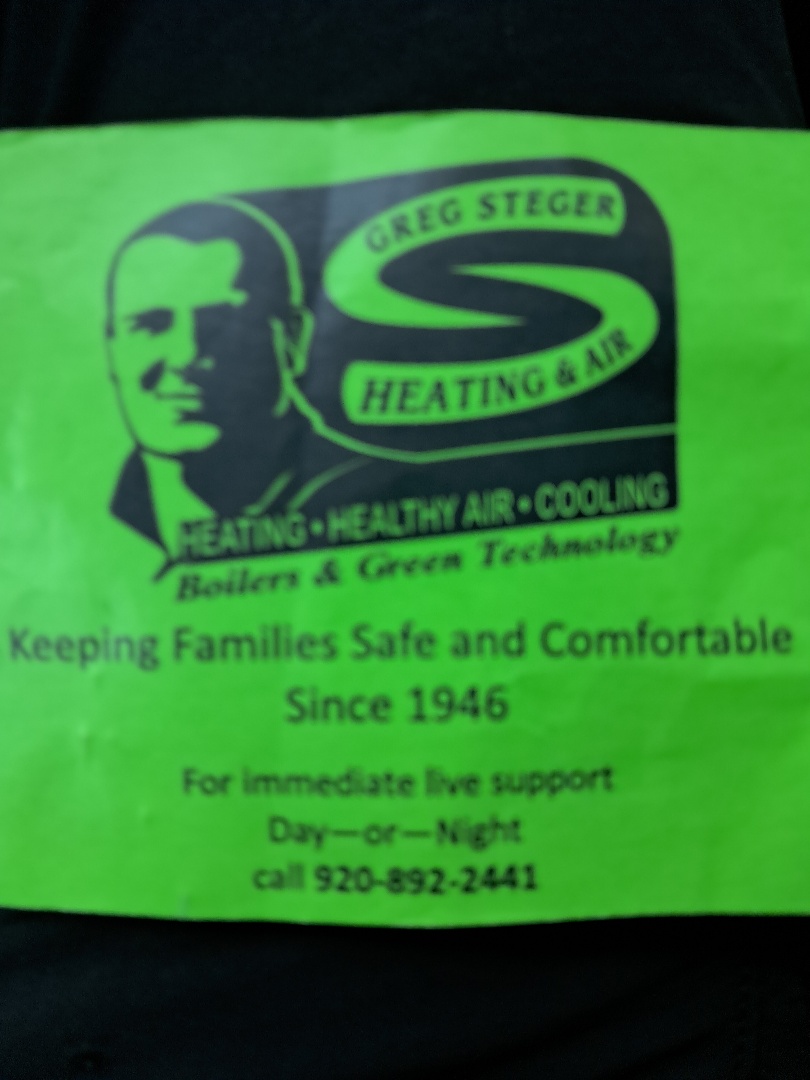 GREG STEGER
HEATING & AIR
HEATING • HEALTHY AIR • COOLING
Boilers & Green Technology
Keeping Families Safe and Comfortable
Since 1946
For immediate live support
Day—or—Night
call 920-892-2441